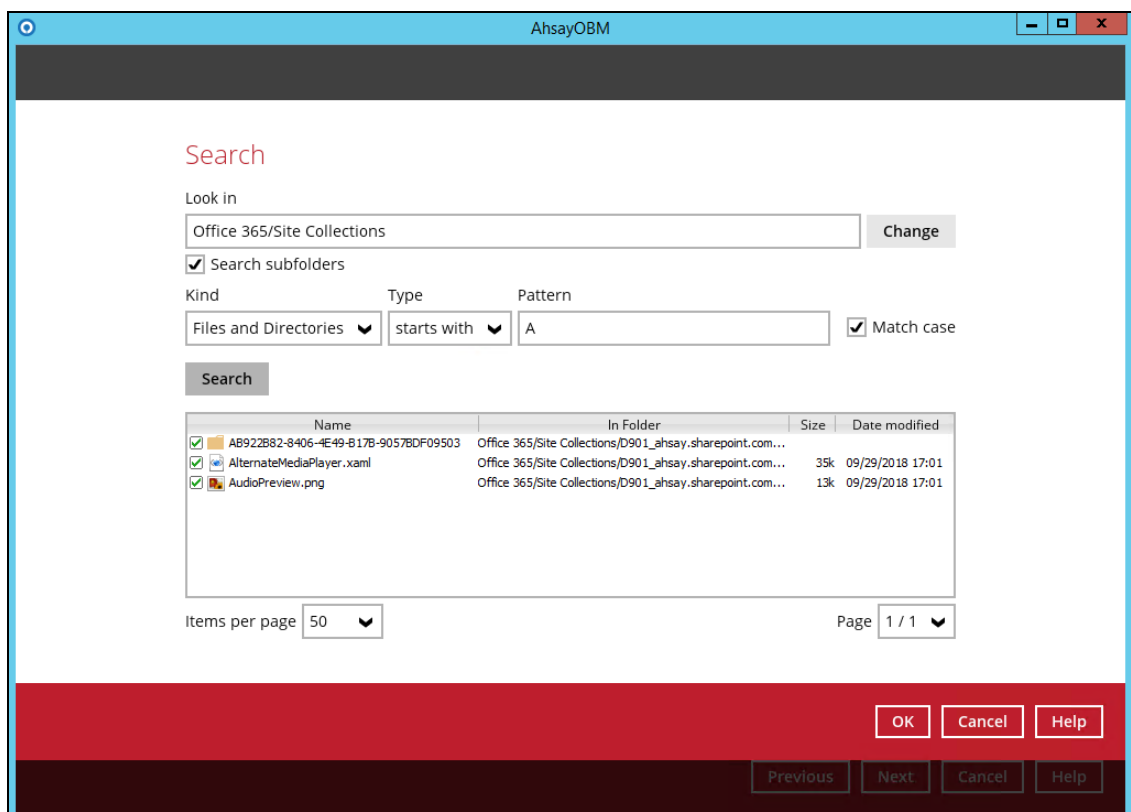 AhsayOBM
Search
Look in
Office 365/Site Collections
Change
Search subfolders
Kind Type Pattern
Files and Directories starts with A Match case
Search
Name In Folder Size Date modified
AB922B82-8406-4E49-B17B-9057BDF09503 Office 365/Site Collections/D901_ahsay.sharepoint.com...
AlternateMediaPlayer.xaml Office 365/Site Collections/D901_ahsay.sharepoint.com... 35k 09/29/2018 17:01
AudioPreview.png Office 365/Site Collections/D901_ahsay.sharepoint.com... 13k 09/29/2018 17:01
Items per page 50 Page 1 / 1
OK Cancel Help
Previous Next Cancel Help